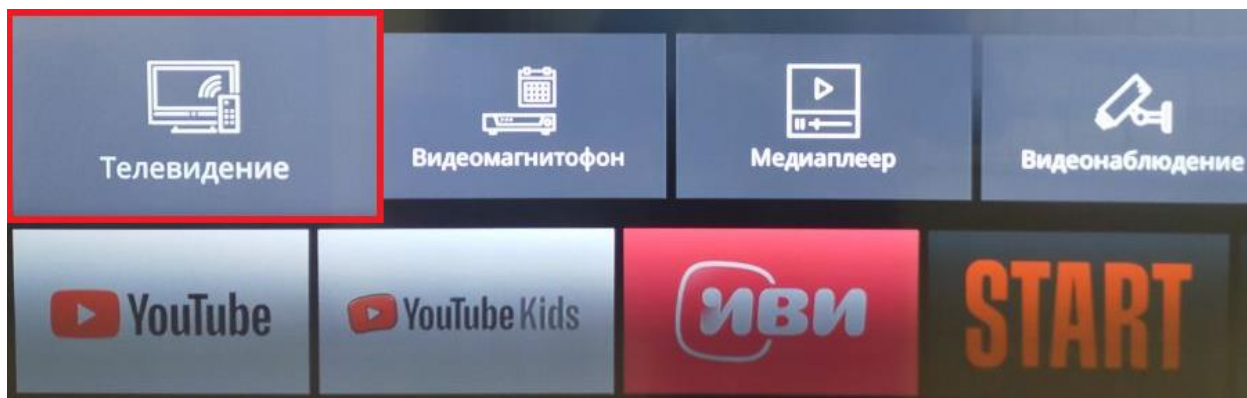 Телевидение
Видеомагнитофон
Медиаплеер
Видеонаблюдение
YouTube
YouTube Kids
иви
START